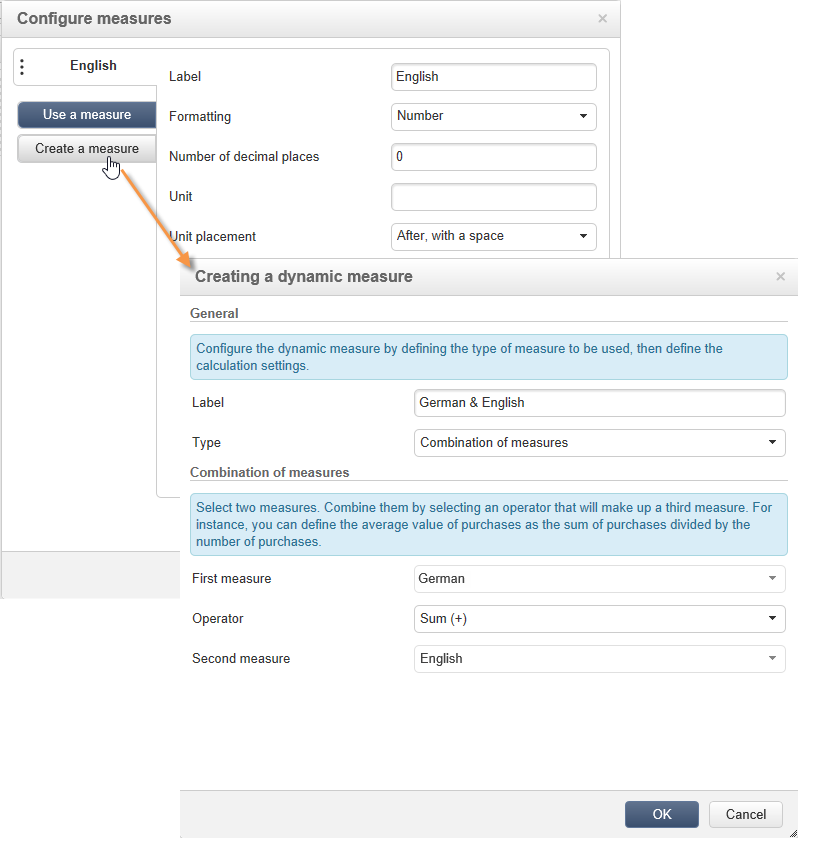 Configure measures ×
English
Use a measure
Create a measure
Label English
Formatting Number
Number of decimal places 0
Unit
Unit placement After, with a space
Creating a dynamic measure ×
General
Configure the dynamic measure by defining the type of measure to be used, then define the
calculation settings.
Label German & English
Type Combination of measures
Combination of measures
Select two measures. Combine them by selecting an operator that will make up a third measure. For
instance, you can define the average value of purchases as the sum of purchases divided by the
number of purchases.
First measure German
Operator Sum (+)
Second measure English
OK Cancel